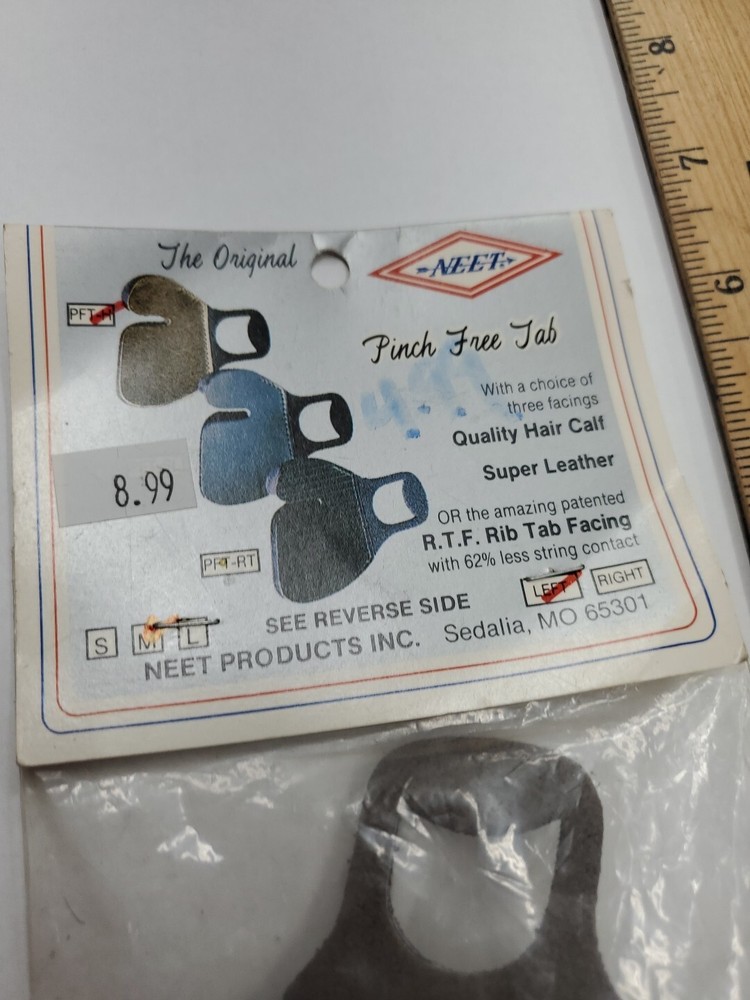 The Original
NEET
PFT-H
Pinch Free Tab
With a choice of
three facings
Quality Hair Calf
Super Leather
8.99
OR the amazing patented
R.T.F. Rib Tab Facing
with 62% less string contact
PFT-RT
LEFT RIGHT
S M L
SEE REVERSE SIDE
NEET PRODUCTS INC. Sedalia, MO 65301
8
7
6